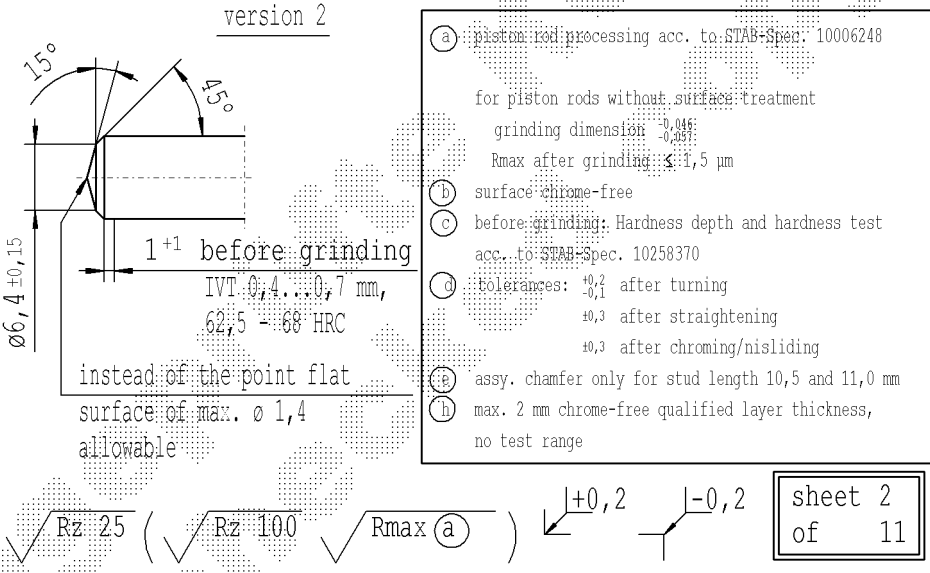 version 2
15°
45°
ø6,4 ±0,15
1 +1 before grinding
IVT 0,4...0,7 mm,
62,5 - 68 HRC
instead of the point flat
surface of max. ø 1,4
allowable
a piston rod processing acc. to STAB-Spec. 10006248
for piston rods without surface treatment
grinding dimension -0,046 -0,057
Rmax after grinding ≤ 1,5 µm
b surface chrome-free
c before grinding: Hardness depth and hardness test
acc. to STAB-Spec. 10258370
d tolerances: +0,2 -0,1 after turning
±0,3 after straightening
±0,3 after chroming/nisliding
e assy. chamfer only for stud length 10,5 and 11,0 mm
h max. 2 mm chrome-free qualified layer thickness,
no test range
Rz 25 ( Rz 100 Rmax a )
+0,2
-0,2
sheet 2
of 11